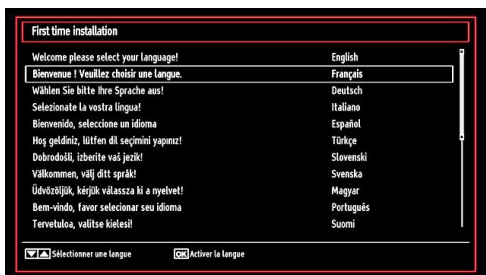 First time installation
Welcome please select your language! English
Bienvenue ! Veuillez choisir une langue. Français
Wählen Sie bitte Ihre Sprache aus! Deutsch
Selezionate la vostra lingua! Italiano
Bienvenido, seleccione un idioma Español
Hoş geldiniz, lütfen dil seçimini yapınız! Türkçe
Dobrodošli, izberite vaš jezik! Slovenski
Välkommen, välj ditt språk! Svenska
Üdvözöljük, kérjük válassza ki a nyelvet! Magyar
Bem-vindo, favor selecionar seu idioma Portugués
Tervetuloa, valitse kielesi! Suomi
Sélectionner une langue OK Activer la langue